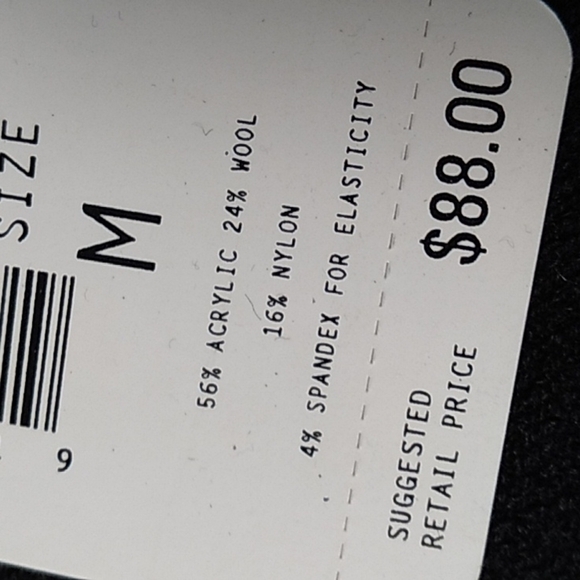 SIZE
M
9
56% ACRYLIC 24% WOOL
16% NYLON
4% SPANDEX FOR ELASTICITY
SUGGESTED
RETAIL PRICE
$88.00